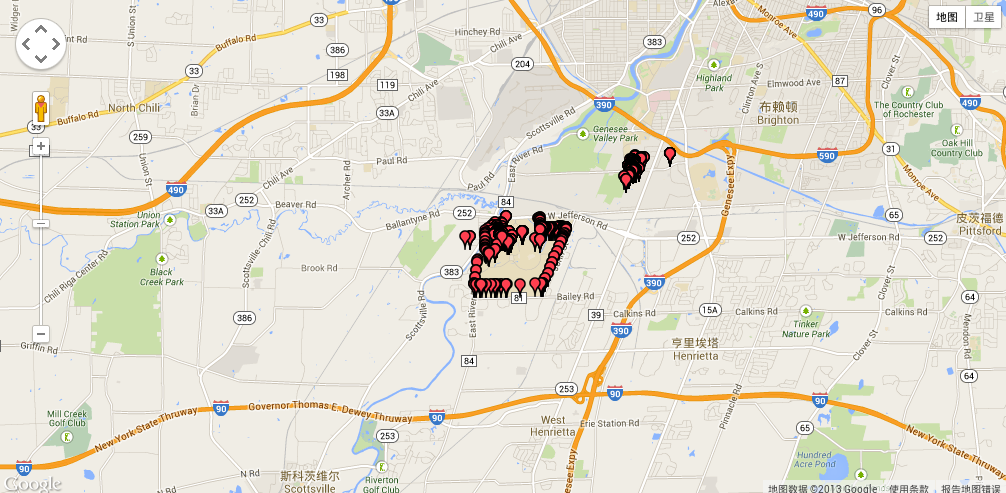 Widger Rd
S Union St
33
Buffalo Rd
386
Hinchey Rd
Chili Ave
383
490
Monroe Ave
96
地图
卫星
33
204
Highland
Park
Elmwood Ave
87
198
119
Chili Ave
Brian Dr
North Chili
Buffalo Rd
33A
Scottsville Rd
390
Genesee
Valley Park
Clinton Ave S
布赖顿
Brighton
The Country Club
of Rochester
490
33
259
Union St
Oak Hill
Country Club
East River Rd
Paul Rd
Chili Ave
Archer Rd
Paul Rd
590
31
Monroe Ave
490
Genesee Expy
252
Beaver Rd
33A
Union
Station Park
Ballantyne Rd
252
84
W Jefferson Rd
252
W Jefferson Rd
65
252
皮茨福德
Pittsford
Scottsville-Chili Rd
Chili Riga Center Rd
Black
Creek Park
Brook Rd
383
Scottsville Rd
East River
Bailey Rd
390
Calkins Rd
15A
Calkins Rd
Tinker
Nature Park
Clover St
Clover St
64
Mendon Rd
386
39
390
Griffin Rd
84
亨里埃塔
Henrietta
64
253
90
90
Governor Thomas E. Dewey Thruway
90
90
New York State Thruway
New York State Thruway
Mill Creek
Golf Club
90
253
West
Henrietta
Erie Station Rd
Pinnacle Rd
65
Hundred
Acre Pond
Genesee Expy
N Rd
N Rd
斯科茨维尔
Scottsville
Riverton
Golf Club
Google
地图数据 ©2013 Google
使用条款
报告地图错误